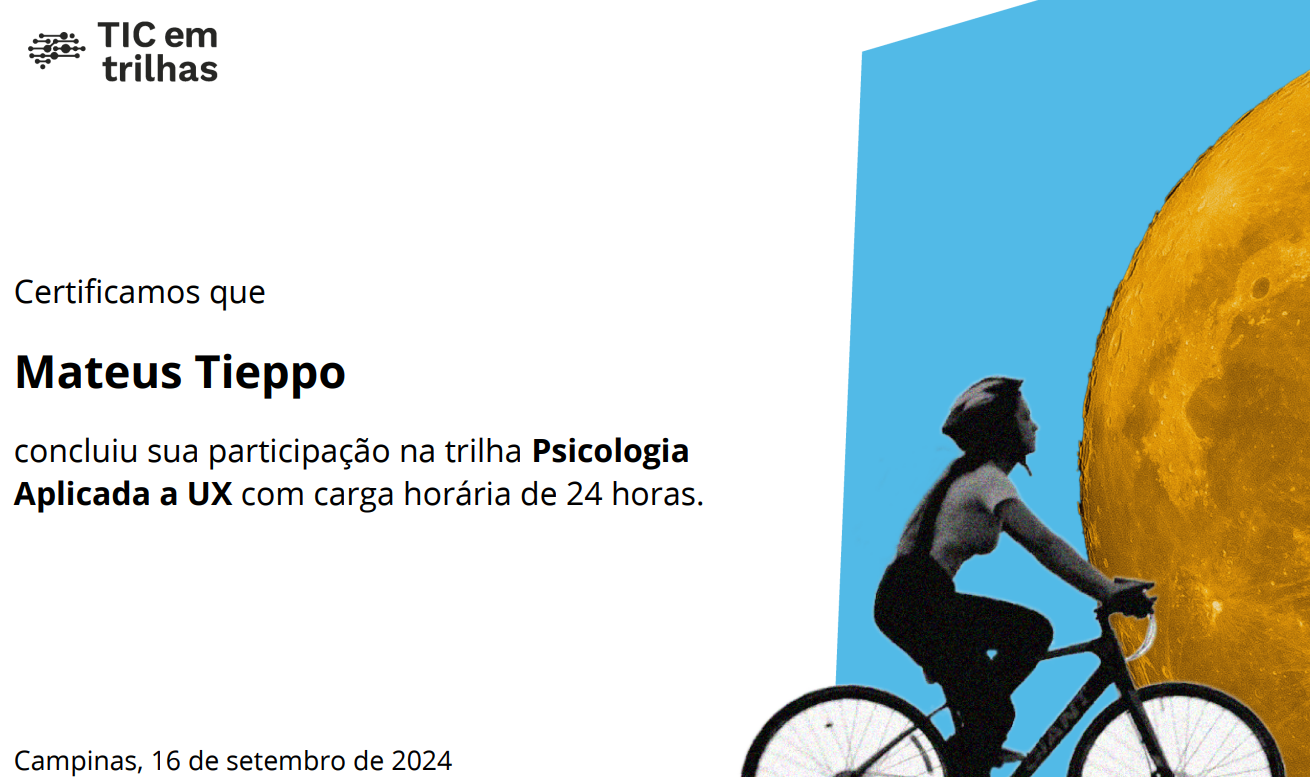 TIC em
trilhas
Certificamos que
Mateus Tieppo
concluiu sua participação na trilha Psicologia
Aplicada a UX com carga horária de 24 horas.
GIANT
Campinas, 16 de setembro de 2024